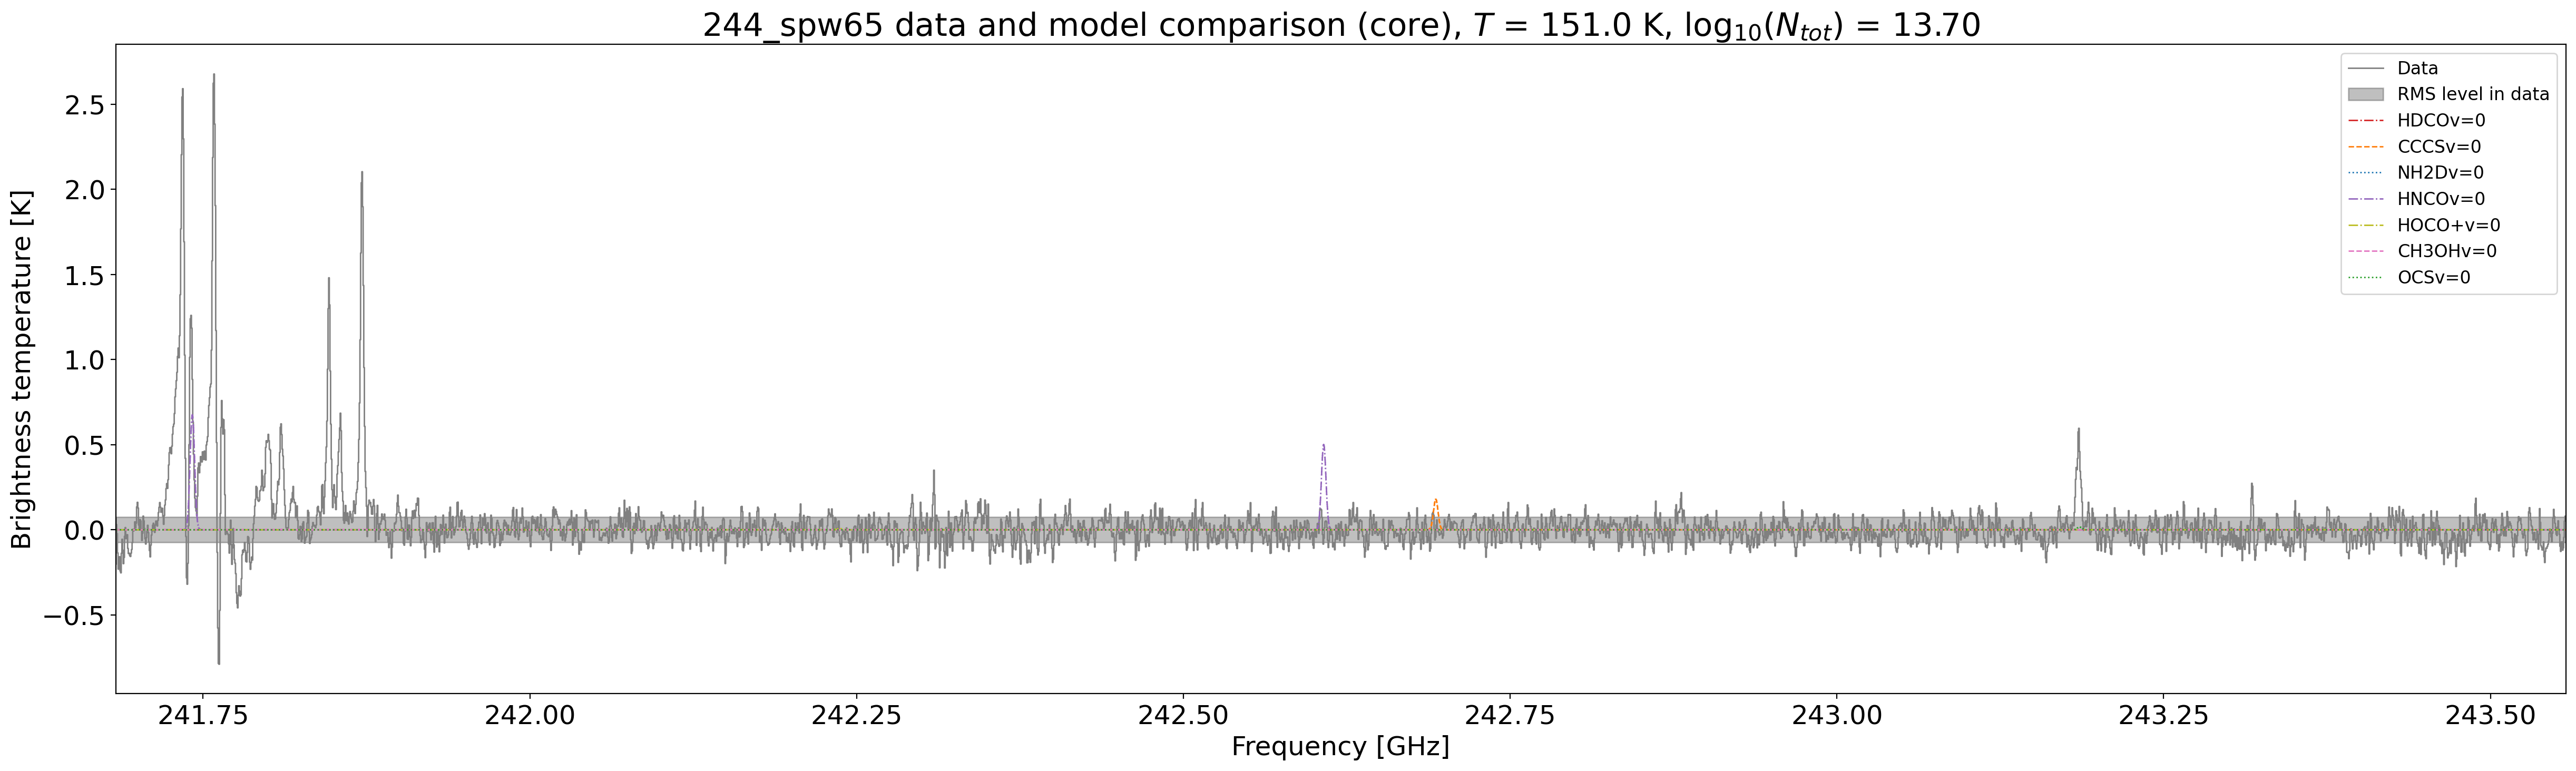 244_spw65 data and model comparison (core), T = 151.0 K, log₁₀(Nₜₒₜ) = 13.70
Brightness temperature [K]
2.5
2.0
1.5
1.0
0.5
0.0
−0.5
Data
RMS level in data
HDCOv=0
CCCSv=0
NH2Dv=0
HNCOv=0
HOCO+v=0
CH3OHv=0
OCSv=0
241.75 242.00 242.25 242.50 242.75 243.00 243.25 243.50
Frequency [GHz]